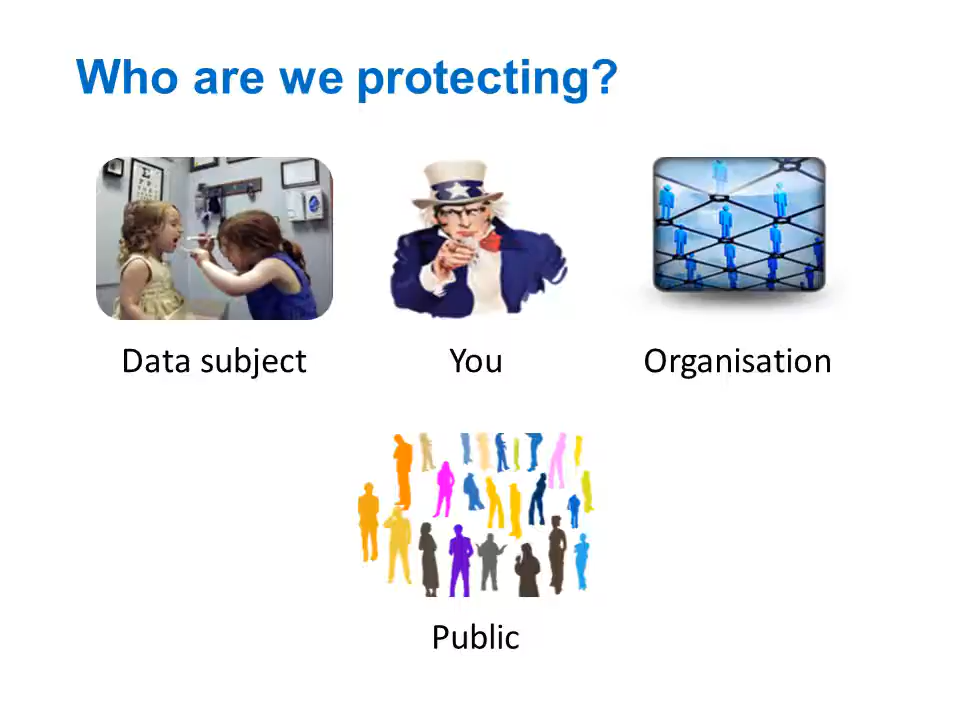 Who are we protecting?
Data subject
You
Organisation
Public